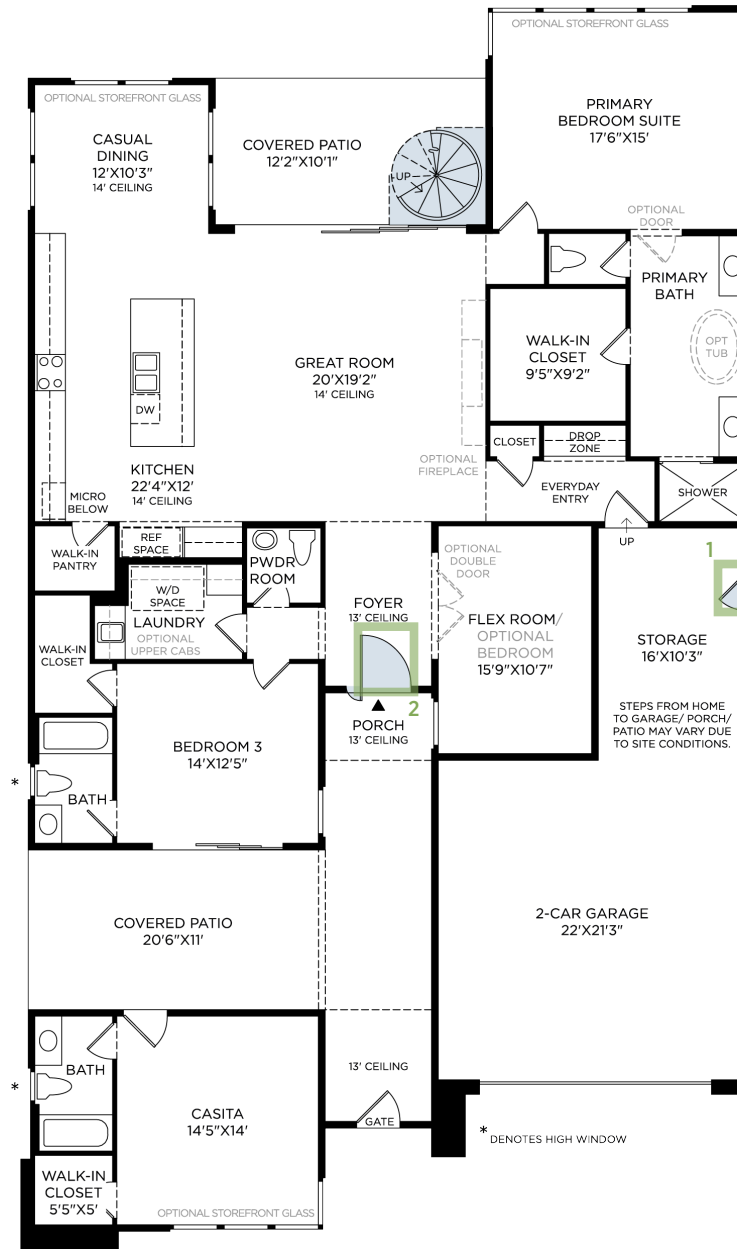 OPTIONAL STOREFRONT GLASS
PRIMARY
BEDROOM SUITE
17'6"X15'
OPTIONAL STOREFRONT GLASS
CASUAL
DINING
12'X10'3"
14' CEILING
COVERED PATIO
12'2"X10'1"
UP
OPTIONAL
DOOR
PRIMARY
BATH
OPT
TUB
WALK-IN
CLOSET
9'5"X9'2"
GREAT ROOM
20'X19'2"
14' CEILING
DW
KITCHEN
22'4"X12'
14' CEILING
OPTIONAL
FIREPLACE
CLOSET
DROP
ZONE
EVERYDAY
ENTRY
SHOWER
MICRO
BELOW
UP
WALK-IN
PANTRY
REF
SPACE
PWDR
ROOM
W/D
SPACE
LAUNDRY
OPTIONAL
UPPER CABS
WALK-IN
CLOSET
FOYER
13' CEILING
OPTIONAL
DOUBLE
DOOR
FLEX ROOM/
OPTIONAL
BEDROOM
15'9"X10'7"
1
STORAGE
16'X10'3"
STEPS FROM HOME
TO GARAGE/ PORCH/
PATIO MAY VARY DUE
TO SITE CONDITIONS.
2
PORCH
13' CEILING
BEDROOM 3
14'X12'5"
*
BATH
COVERED PATIO
20'6"X11'
2-CAR GARAGE
22'X21'3"
*
BATH
13' CEILING
CASITA
14'5"X14'
GATE
* DENOTES HIGH WINDOW
WALK-IN
CLOSET
5'5"X5'
OPTIONAL STOREFRONT GLASS